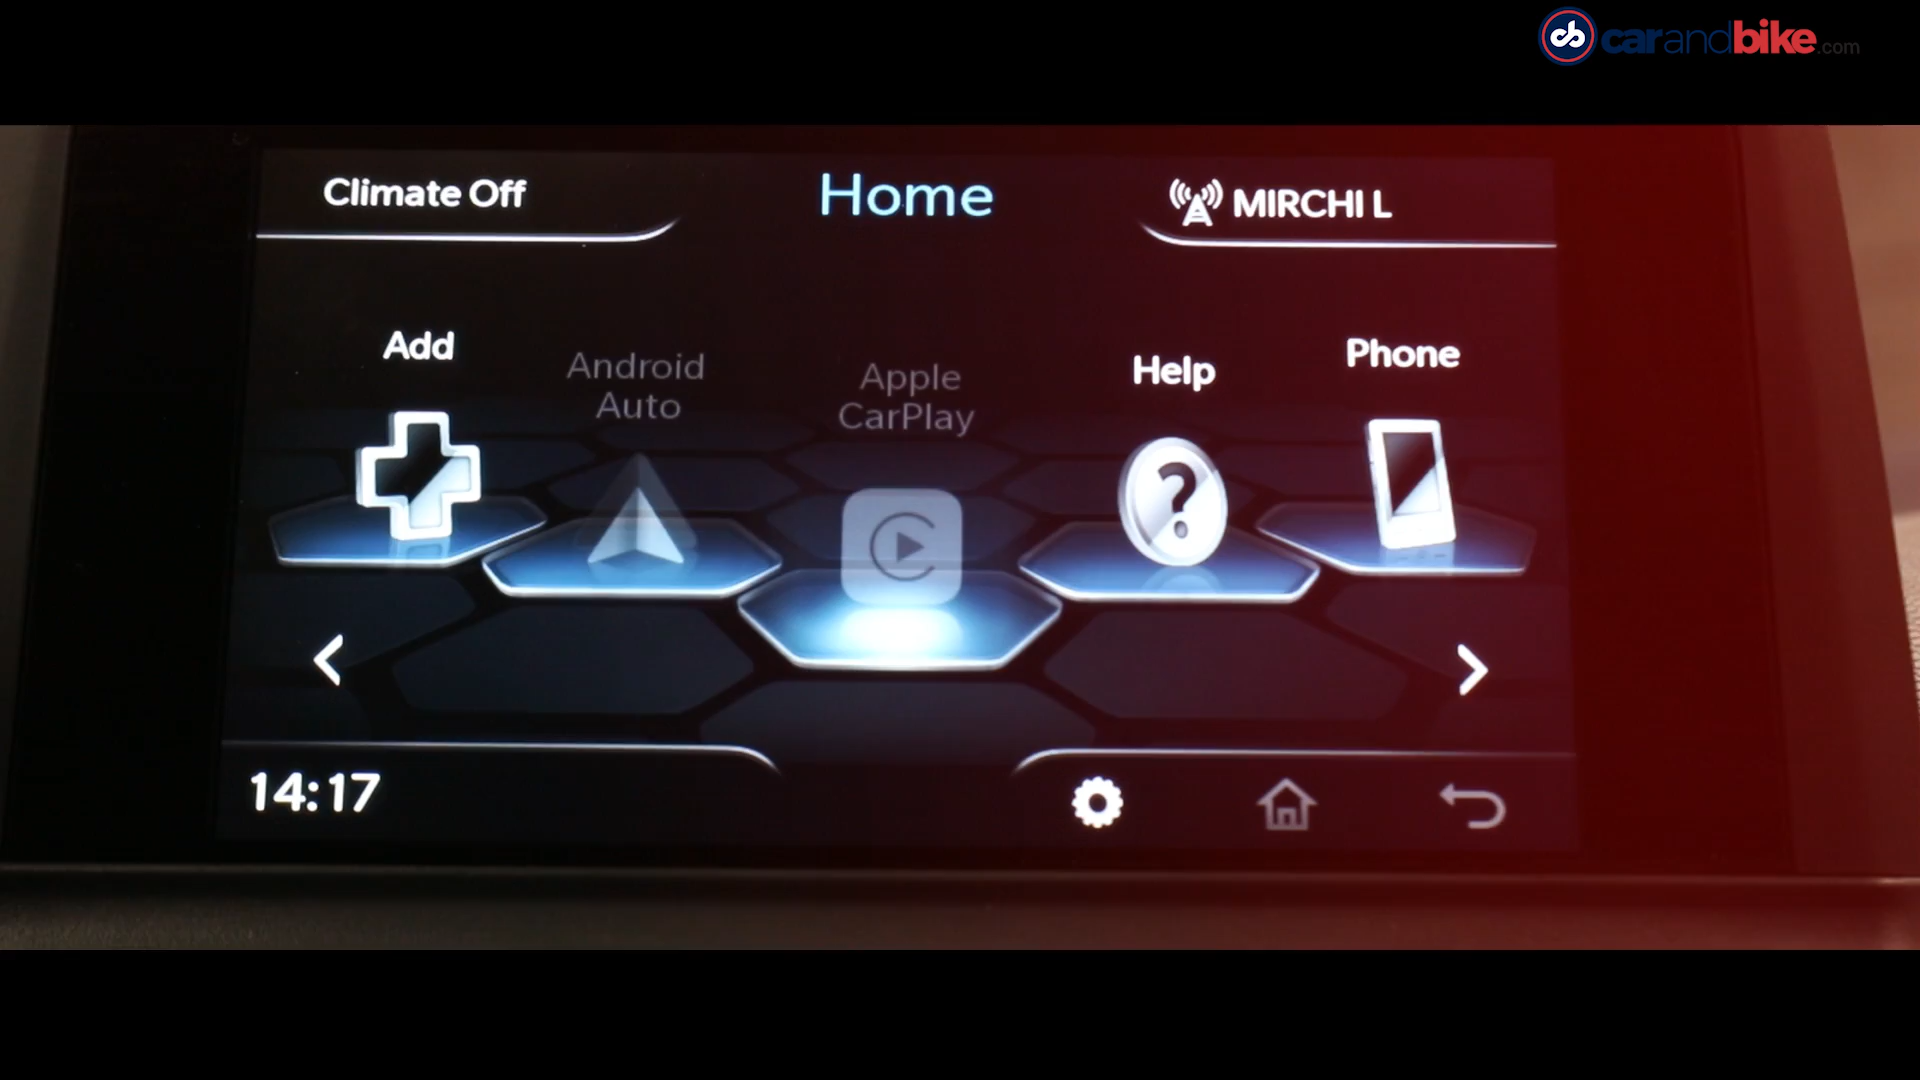 carandbike.com
Climate Off
Home
MIRCHI L
Add
Android
Auto
Apple
CarPlay
Help
Phone
14:17